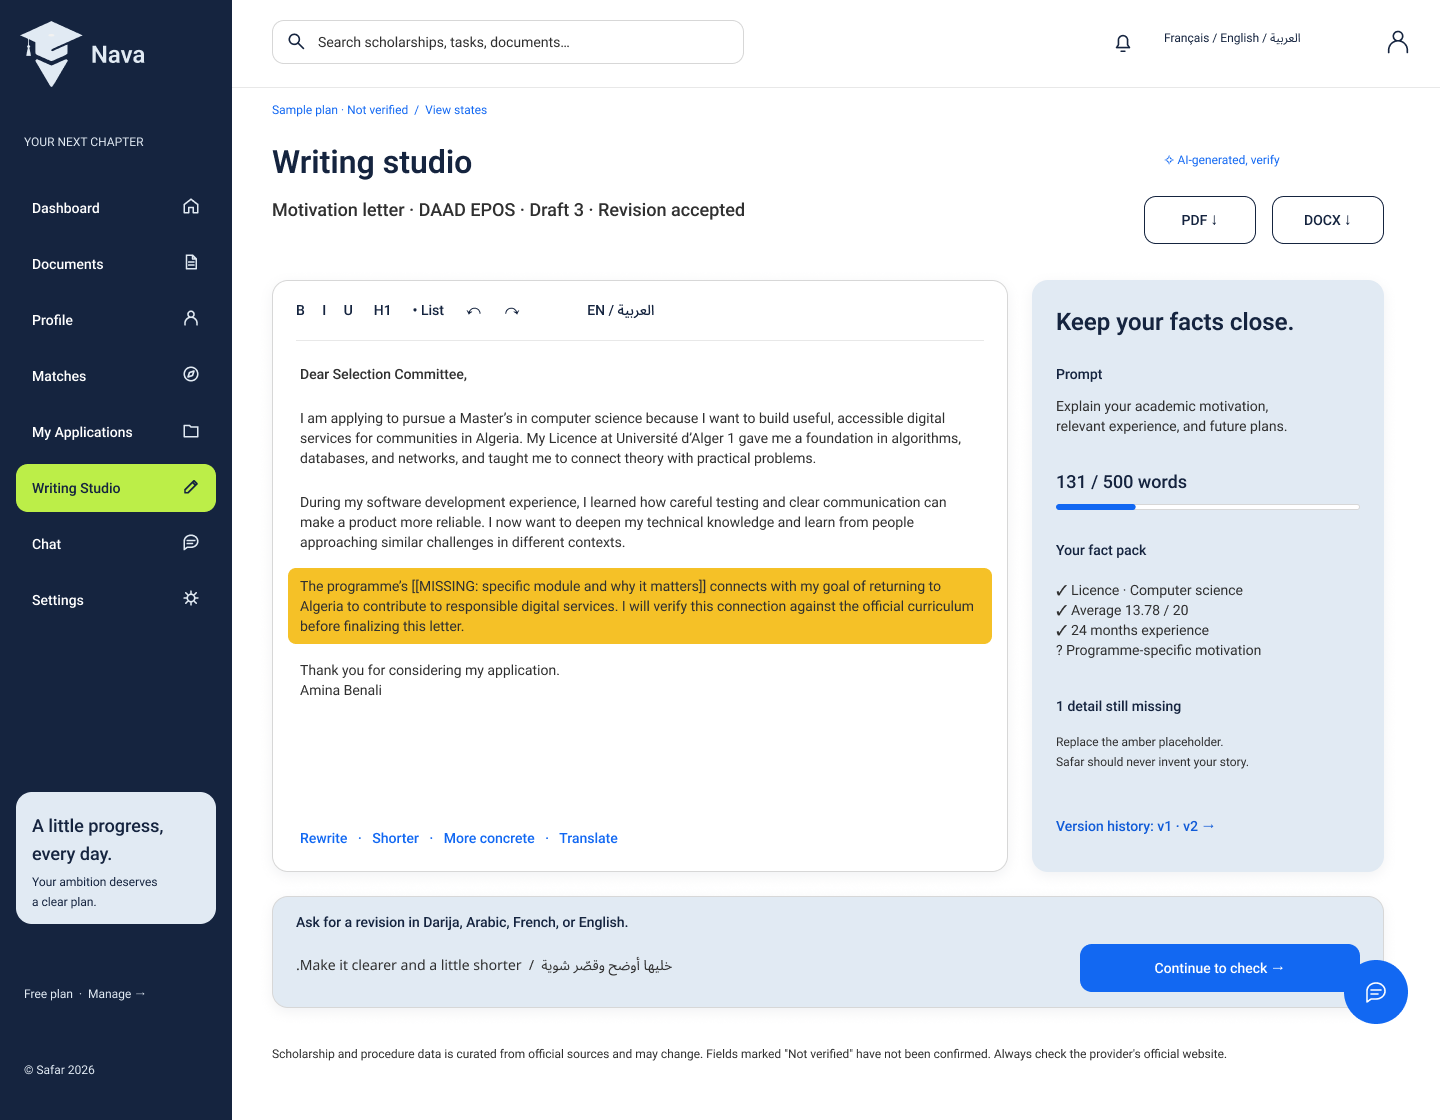 Nava
YOUR NEXT CHAPTER
Dashboard
Documents
Profile
Matches
My Applications
Writing Studio
Chat
Settings
A little progress,
every day.
Your ambition deserves
a clear plan.
Free plan · Manage →
© Safar 2026
Search scholarships, tasks, documents…
Français / English / العربية
Sample plan · Not verified / View states
Writing studio
✧ AI-generated, verify
Motivation letter · DAAD EPOS · Draft 3 · Revision accepted
PDF ↓
DOCX ↓
B I U H1 • List ↶ ↷ EN / العربية
Dear Selection Committee,
I am applying to pursue a Master’s in computer science because I want to build useful, accessible digital
services for communities in Algeria. My Licence at Université d’Alger 1 gave me a foundation in algorithms,
databases, and networks, and taught me to connect theory with practical problems.
During my software development experience, I learned how careful testing and clear communication can
make a product more reliable. I now want to deepen my technical knowledge and learn from people
approaching similar challenges in different contexts.
The programme’s [[MISSING: specific module and why it matters]] connects with my goal of returning to
Algeria to contribute to responsible digital services. I will verify this connection against the official curriculum
before finalizing this letter.
Thank you for considering my application.
Amina Benali
Rewrite · Shorter · More concrete · Translate
Keep your facts close.
Prompt
Explain your academic motivation,
relevant experience, and future plans.
131 / 500 words
Your fact pack
✓ Licence · Computer science
✓ Average 13.78 / 20
✓ 24 months experience
? Programme-specific motivation
1 detail still missing
Replace the amber placeholder.
Safar should never invent your story.
Version history: v1 · v2 →
Ask for a revision in Darija, Arabic, French, or English.
.Make it clearer and a little shorter / خليها أوضح وقصّر شوية
Continue to check →
Scholarship and procedure data is curated from official sources and may change. Fields marked "Not verified" have not been confirmed. Always check the provider's official website.